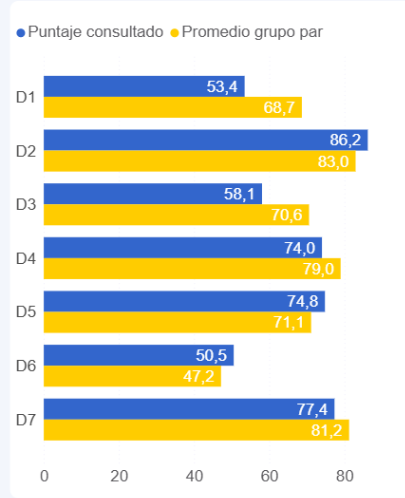 Puntaje consultado Promedio grupo par
D1 53,4
68,7
D2 86,2
83,0
D3 58,1
70,6
D4 74,0
79,0
D5 74,8
71,1
D6 50,5
47,2
D7 77,4
81,2
0 20 40 60 80